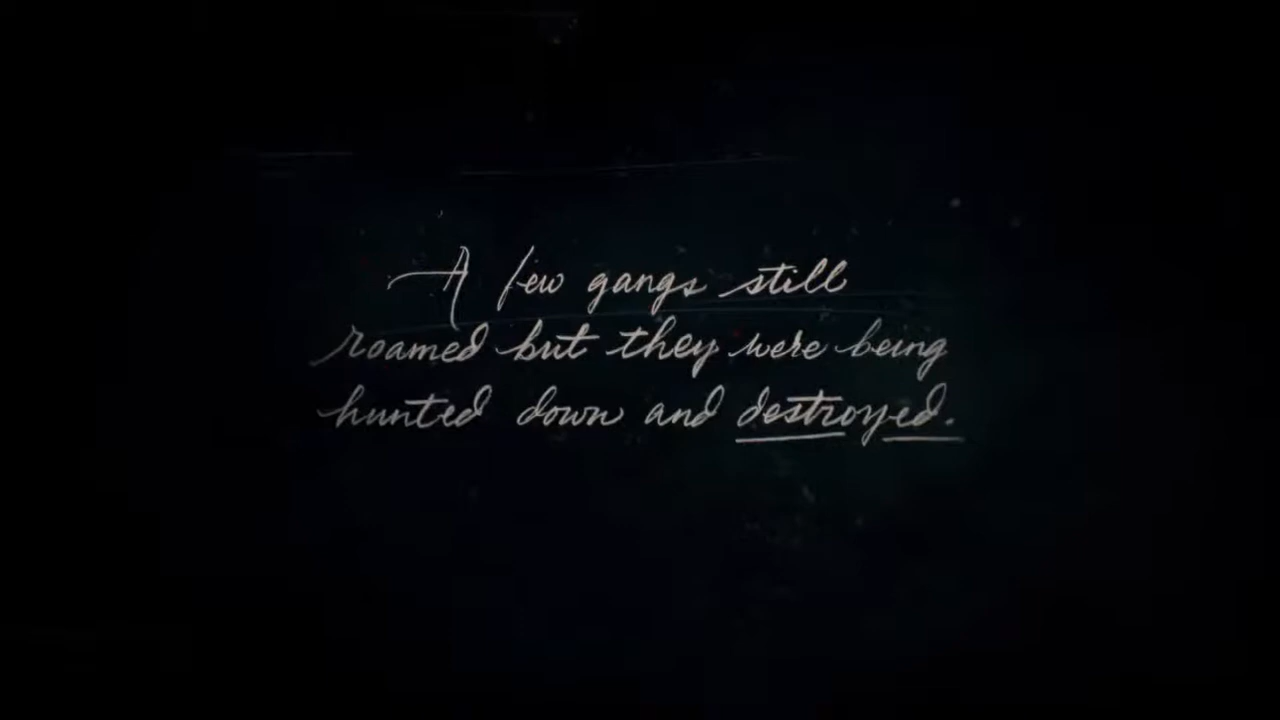 A few gangs still
roamed but they were being
hunted down and destroyed.